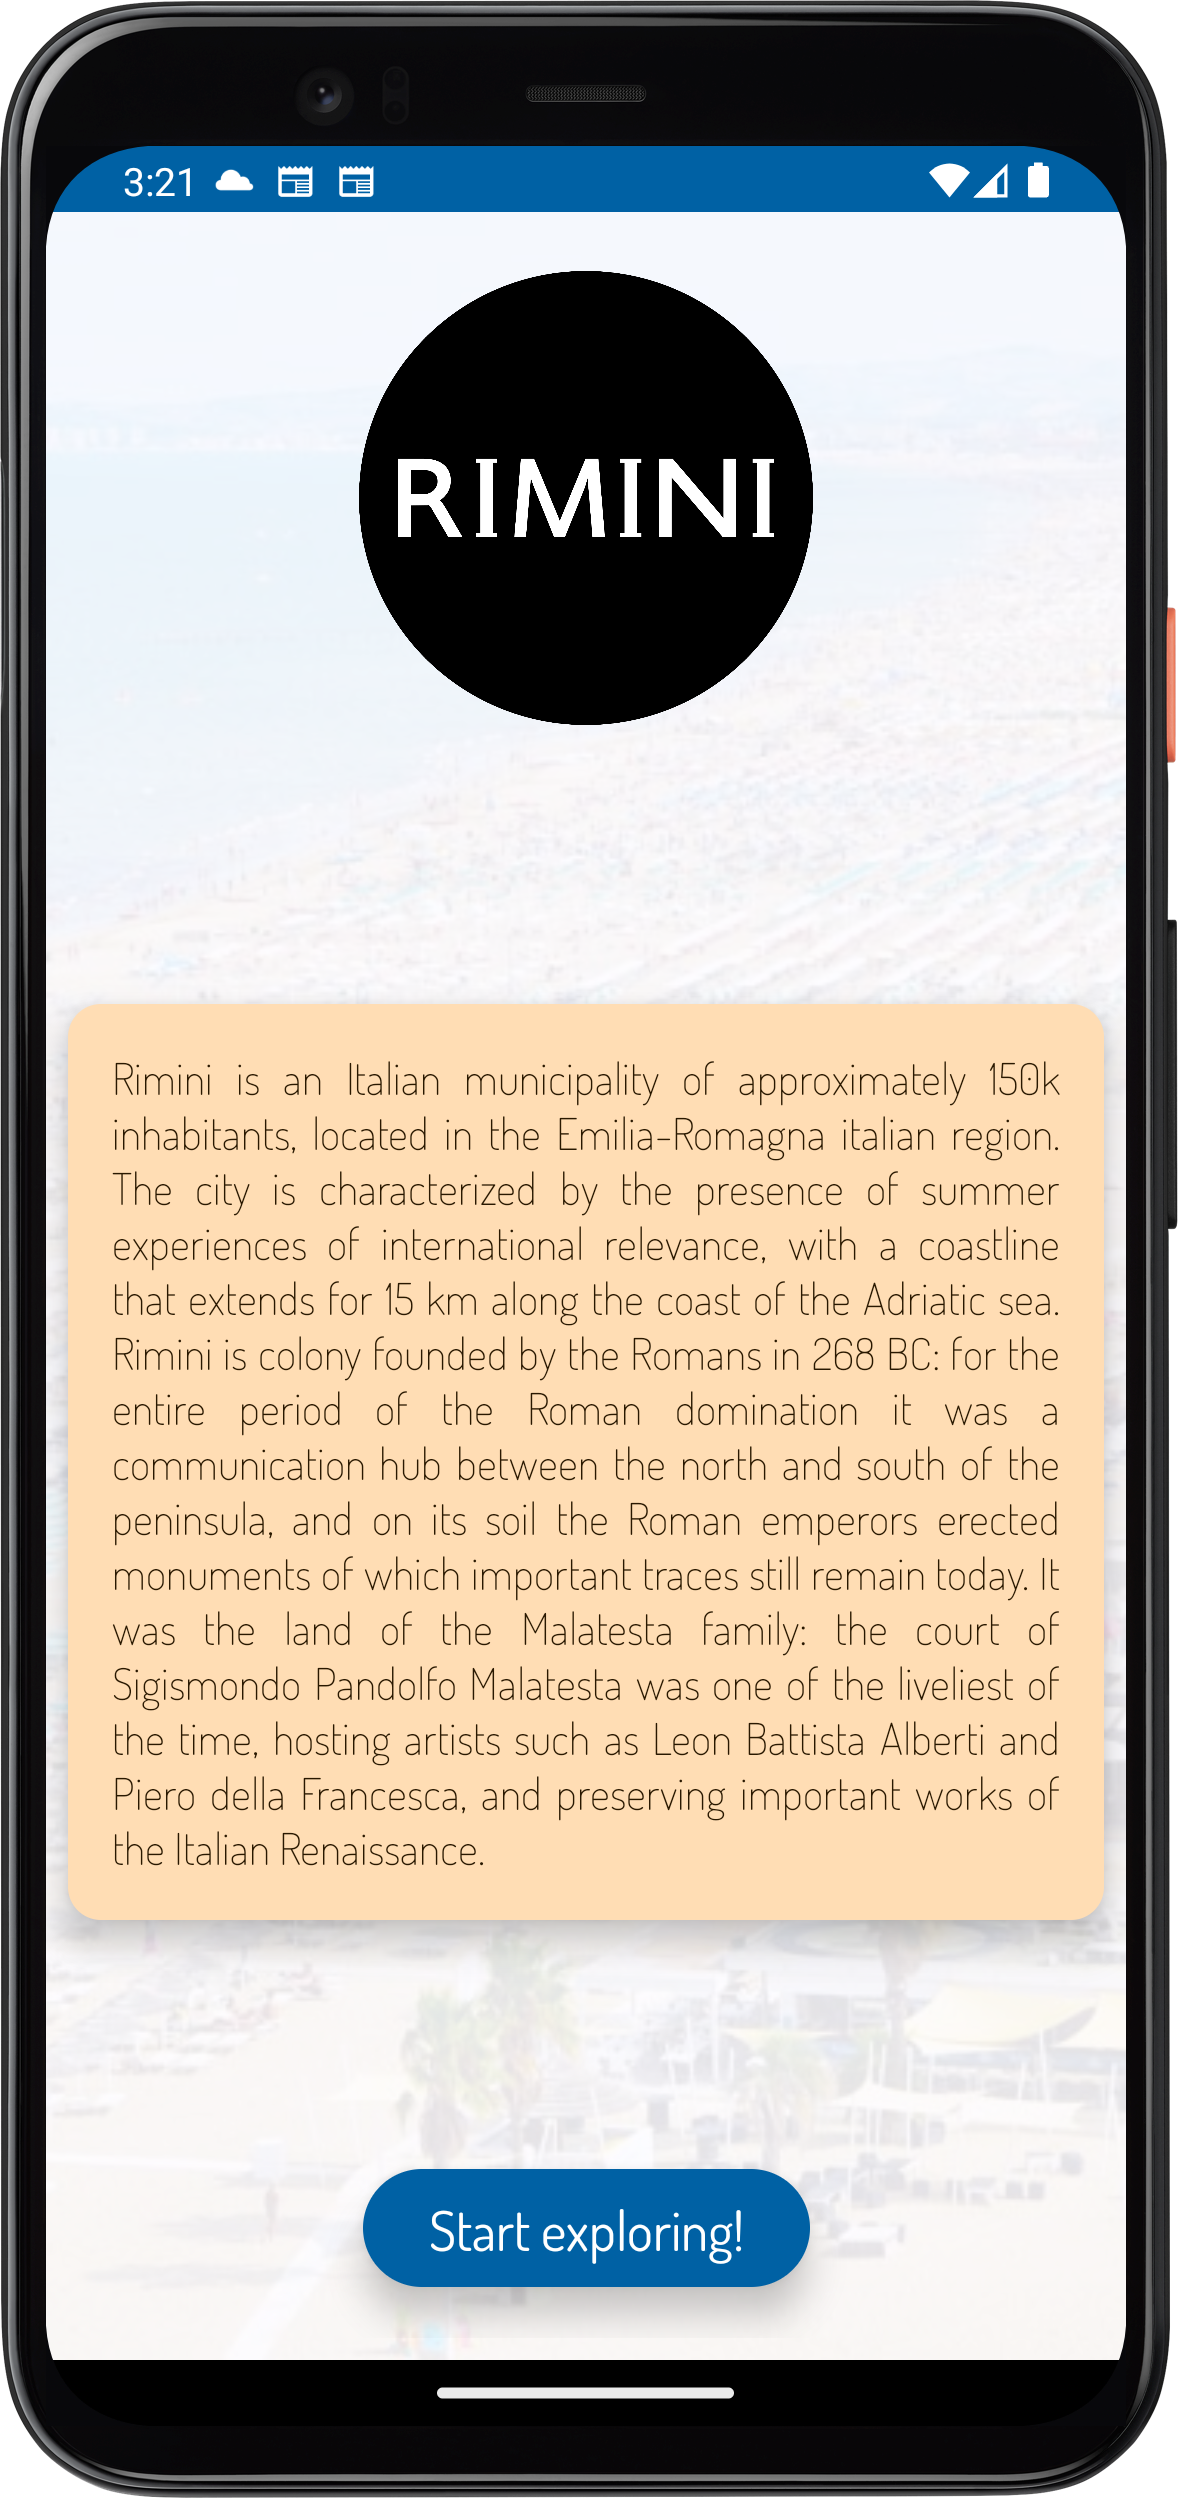 3:21
RIMINI
Rimini is an Italian municipality of approximately 150k
inhabitants, located in the Emilia-Romagna italian region.
The city is characterized by the presence of summer
experiences of international relevance, with a coastline
that extends for 15 km along the coast of the Adriatic sea.
Rimini is colony founded by the Romans in 268 BC: for the
entire period of the Roman domination it was a
communication hub between the north and south of the
peninsula, and on its soil the Roman emperors erected
monuments of which important traces still remain today. It
was the land of the Malatesta family: the court of
Sigismondo Pandolfo Malatesta was one of the liveliest of
the time, hosting artists such as Leon Battista Alberti and
Piero della Francesca, and preserving important works of
the Italian Renaissance.
Start exploring!